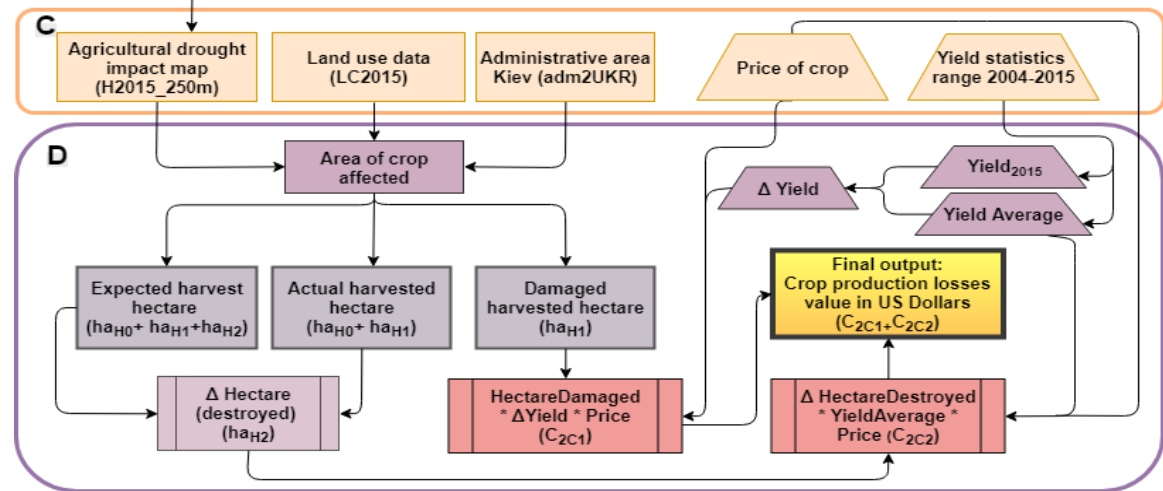 C
Agricultural drought
impact map
(H2015_250m)
Land use data
(LC2015)
Administrative area
Kiev (adm2UKR)
Price of crop
Yield statistics
range 2004-2015
D
Area of crop
affected
Δ Yield
Yield₂₀₁₅
Yield Average
Expected harvest
hectare
(haH0+ haH1+haH2)
Actual harvested
hectare
(haH0+ haH1)
Damaged
harvested hectare
(haH1)
Final output:
Crop production losses
value in US Dollars
(C2C1+C2C2)
Δ Hectare
(destroyed)
(haH2)
HectareDamaged
* ΔYield * Price
(C2C1)
Δ HectareDestroyed
* YieldAverage *
Price (C2C2)